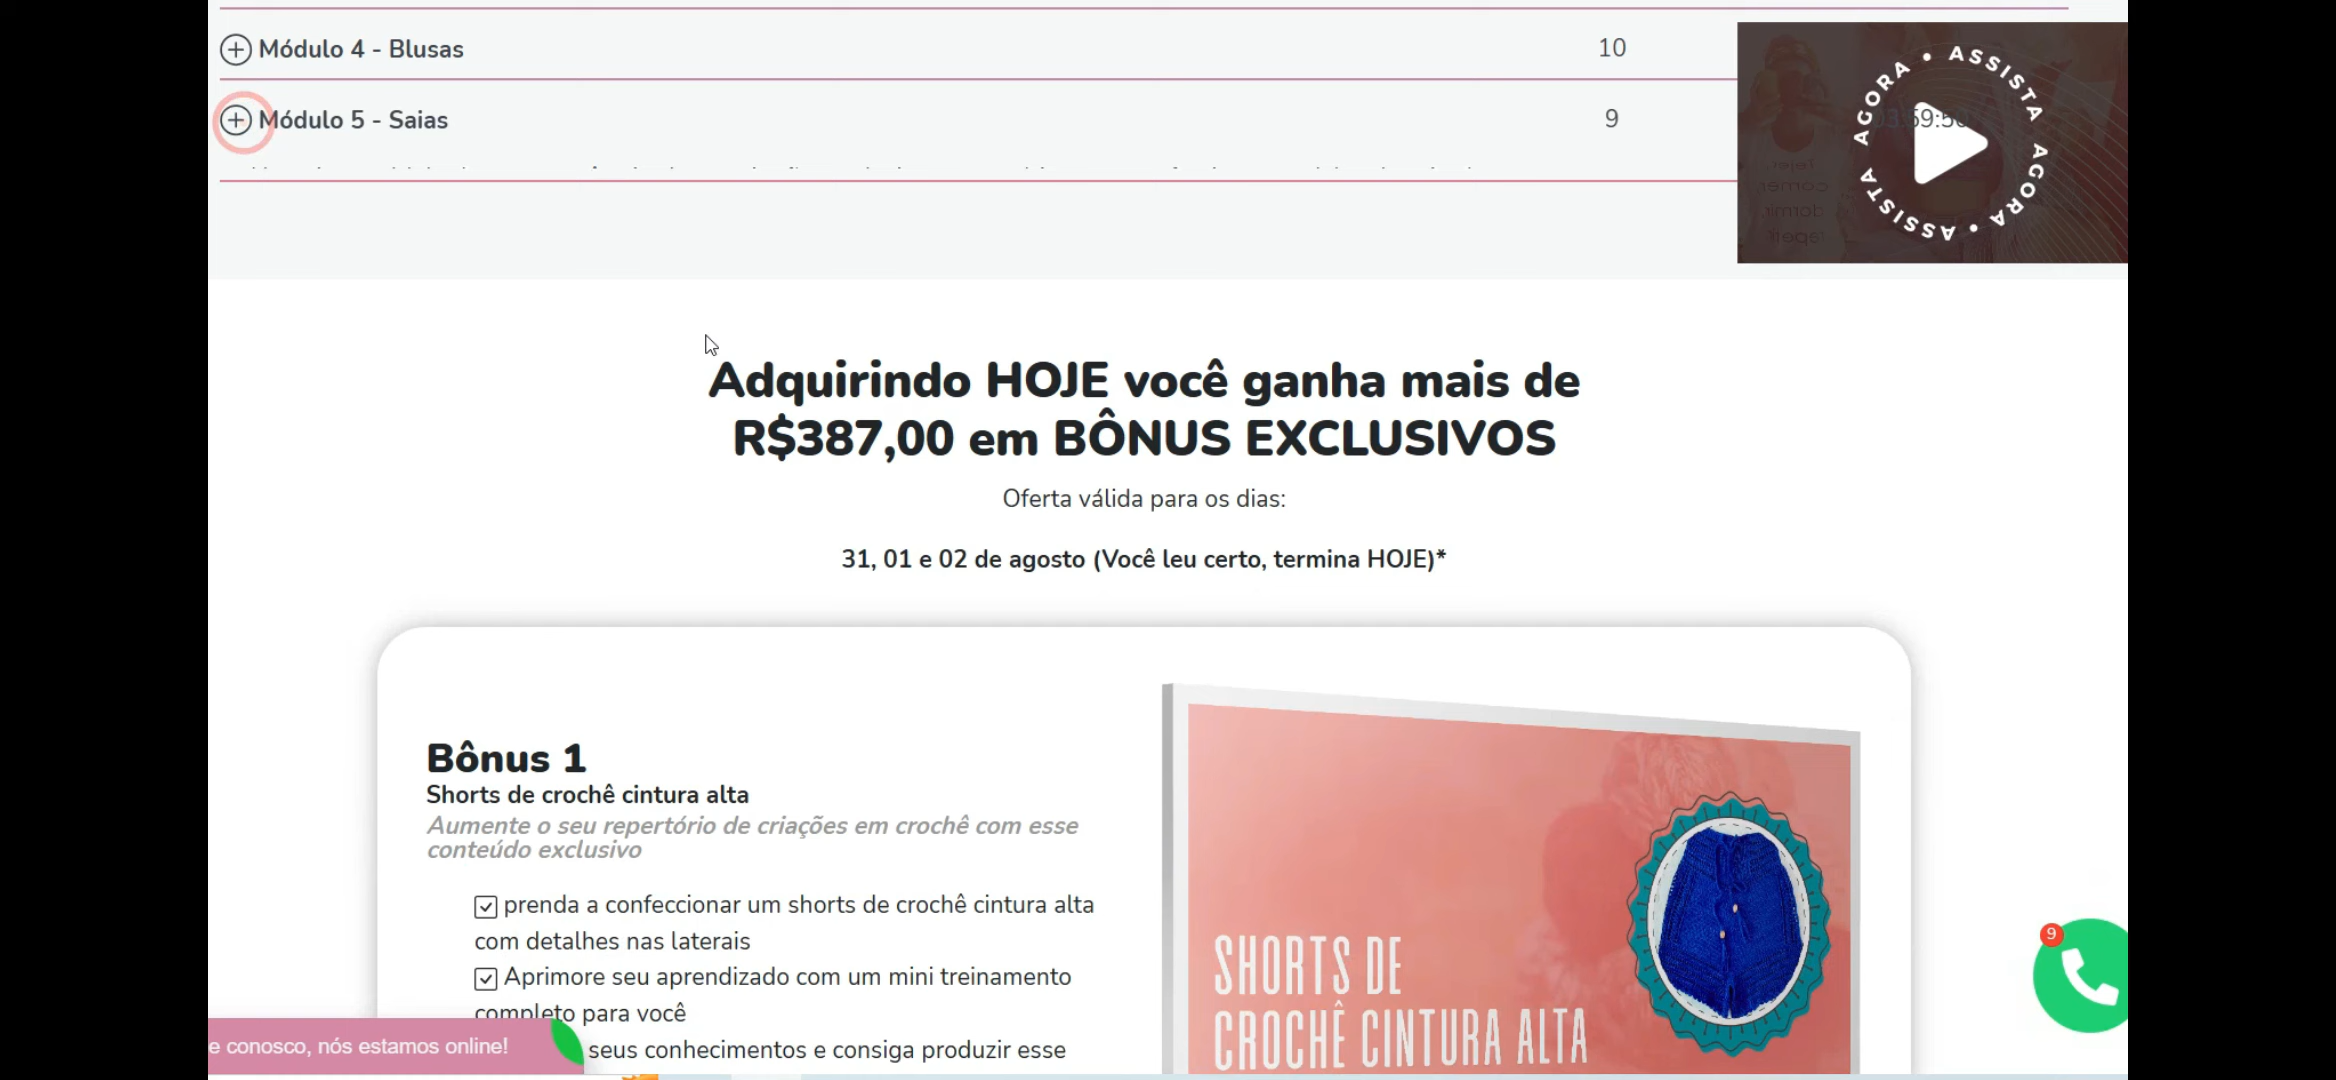 Módulo 4 - Blusas
10
Módulo 5 - Saias
9
ASSISTA AGORA • ASSISTA AGORA •
Adquirindo HOJE você ganha mais de
R$387,00 em BÔNUS EXCLUSIVOS
Oferta válida para os dias:
31, 01 e 02 de agosto (Você leu certo, termina HOJE)*
Bônus 1
Shorts de crochê cintura alta
Aumente o seu repertório de criações em crochê com esse
conteúdo exclusivo
prenda a confeccionar um shorts de crochê cintura alta
com detalhes nas laterais
Aprimore seu aprendizado com um mini treinamento
completo para você
seus conhecimentos e consiga produzir esse
SHORTS DE
CROCHÊ CINTURA ALTA
9
e conosco, nós estamos online!